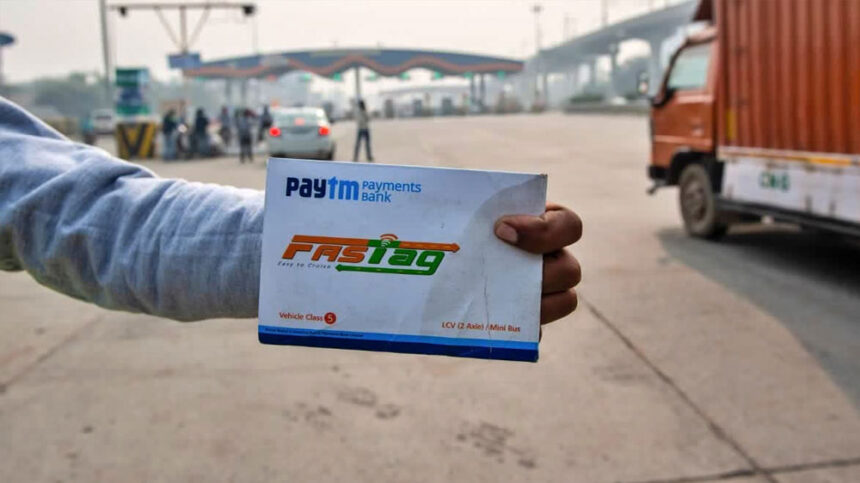 paytm Payments
Bank
FASTag
Easy to Cruise
Vehicle Class 5
LCV (2 Axle) / Mini Bus